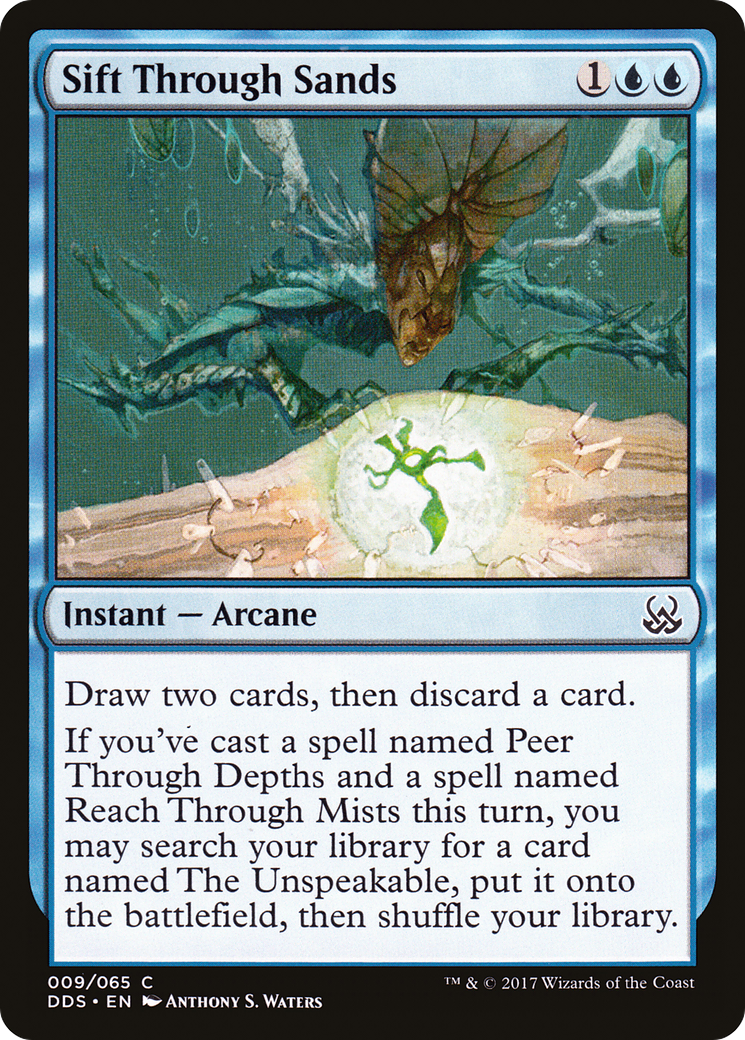 Sift Through Sands 1
Instant — Arcane
Draw two cards, then discard a card.
If you've cast a spell named Peer
Through Depths and a spell named
Reach Through Mists this turn, you
may search your library for a card
named The Unspeakable, put it onto
the battlefield, then shuffle your library.
009/065 C
™ & © 2017 Wizards of the Coast
DDS • EN Anthony S. Waters